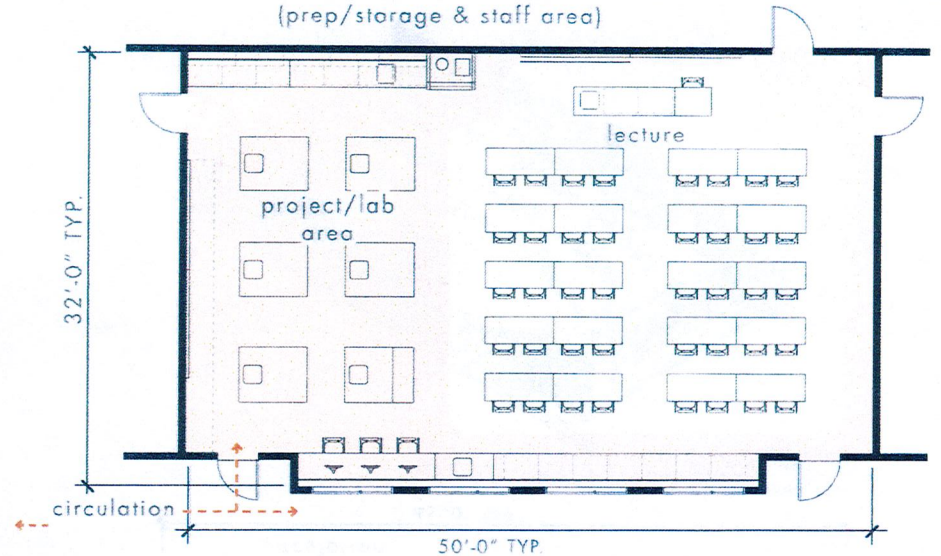 (prep/storage & staff area)
lecture
project/lab
area
32'-0" TYP.
circulation
50'-0" TYP.